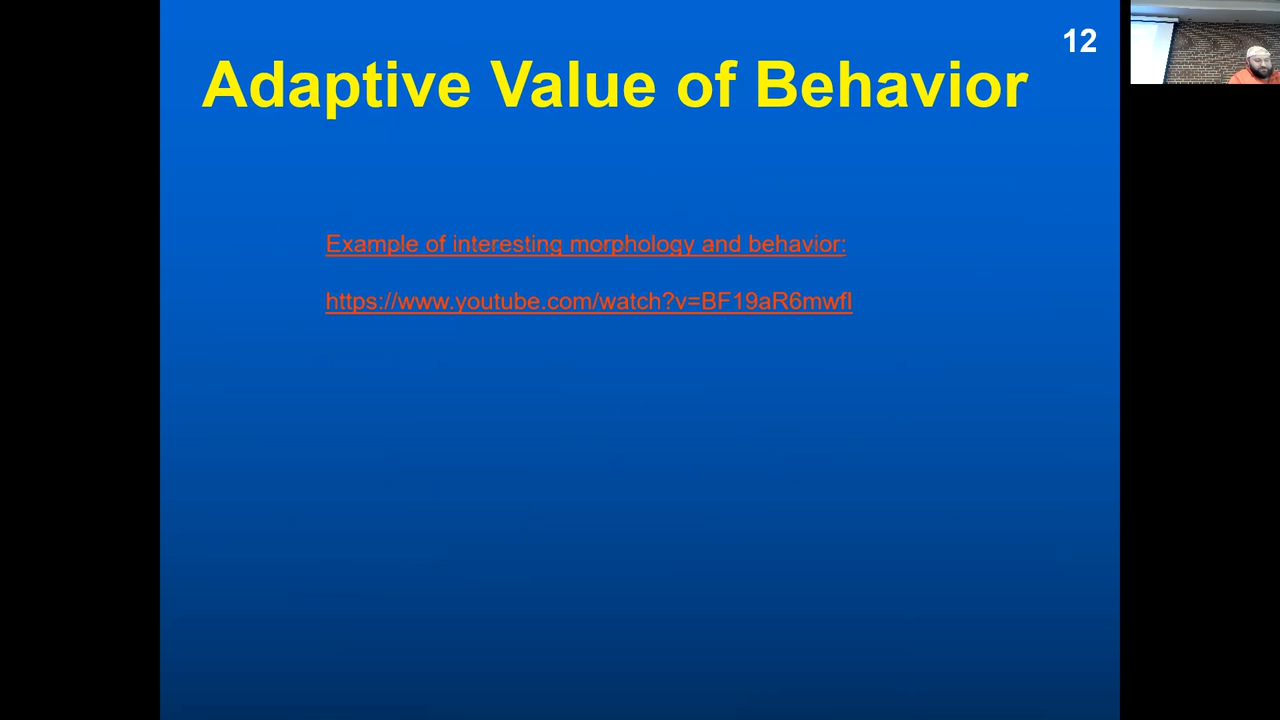 12
Adaptive Value of Behavior
Example of interesting morphology and behavior:
https://www.youtube.com/watch?v=BF19aR6mwfI